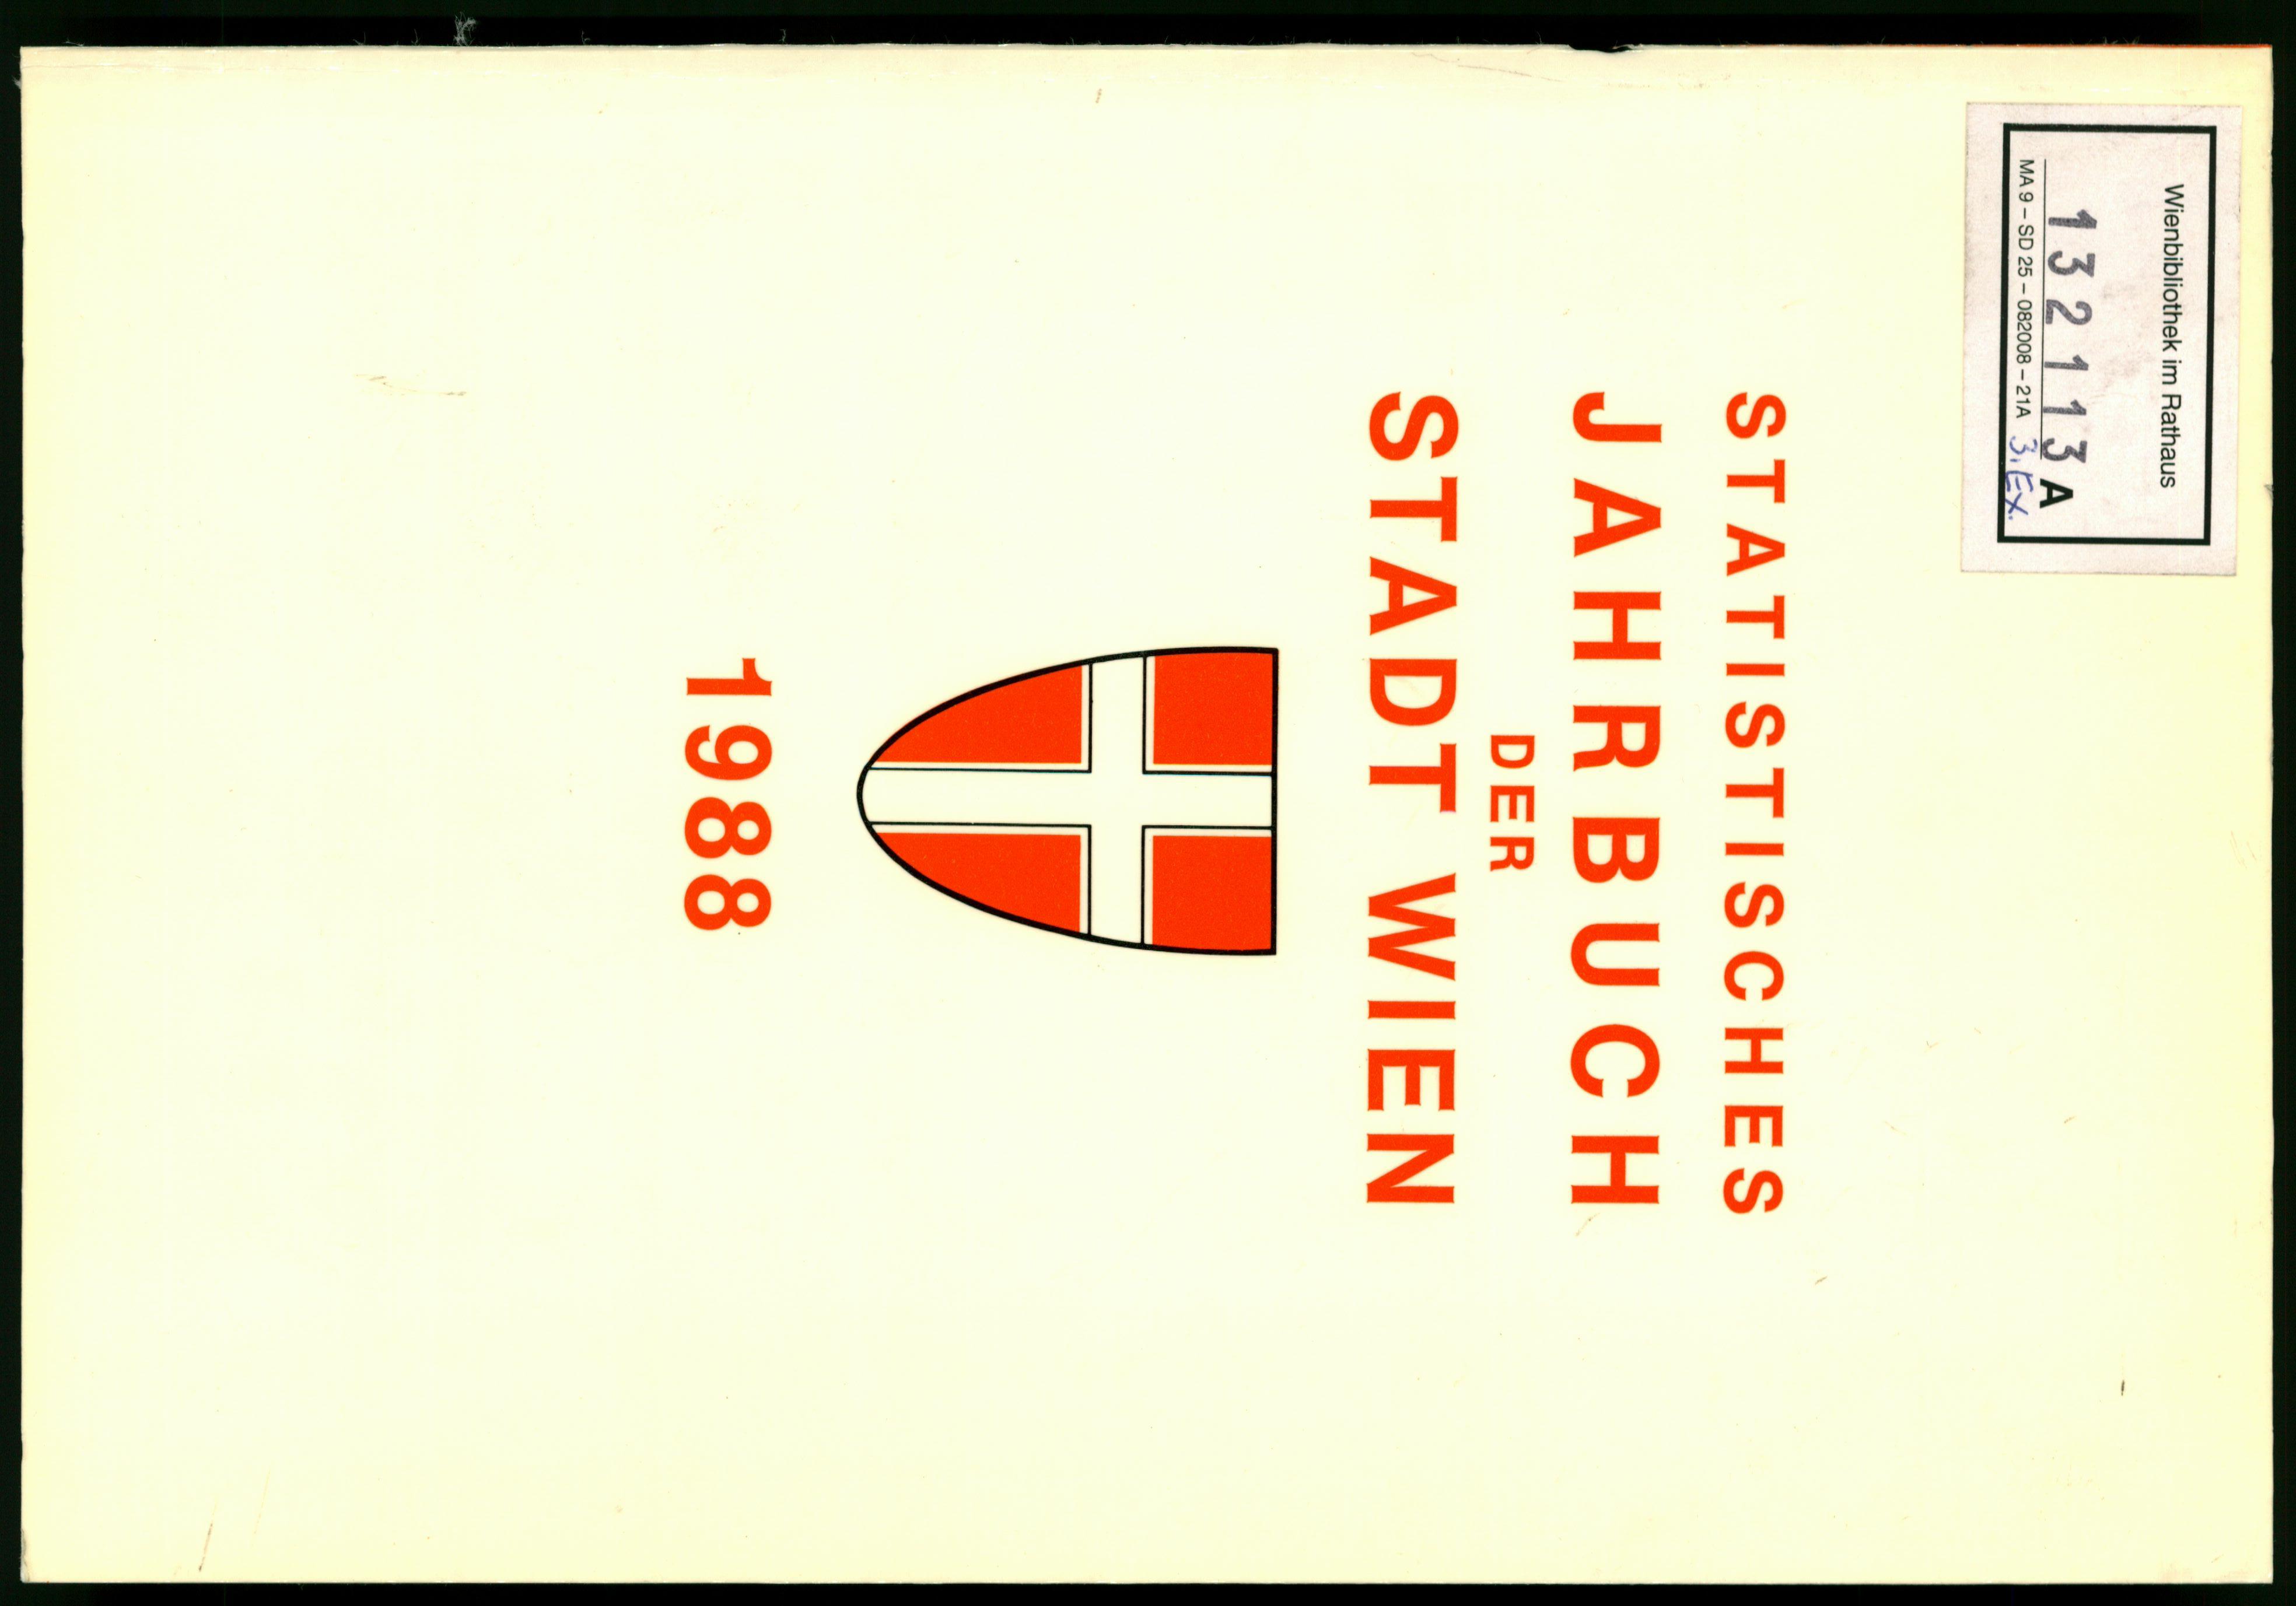 Wienbibliothek im Rathaus
132113A
MA 9 – SD 25 – 082008 – 21A 3. Ex.
STATISTISCHES
JAHRBUCH
DER
STADT WIEN
1988